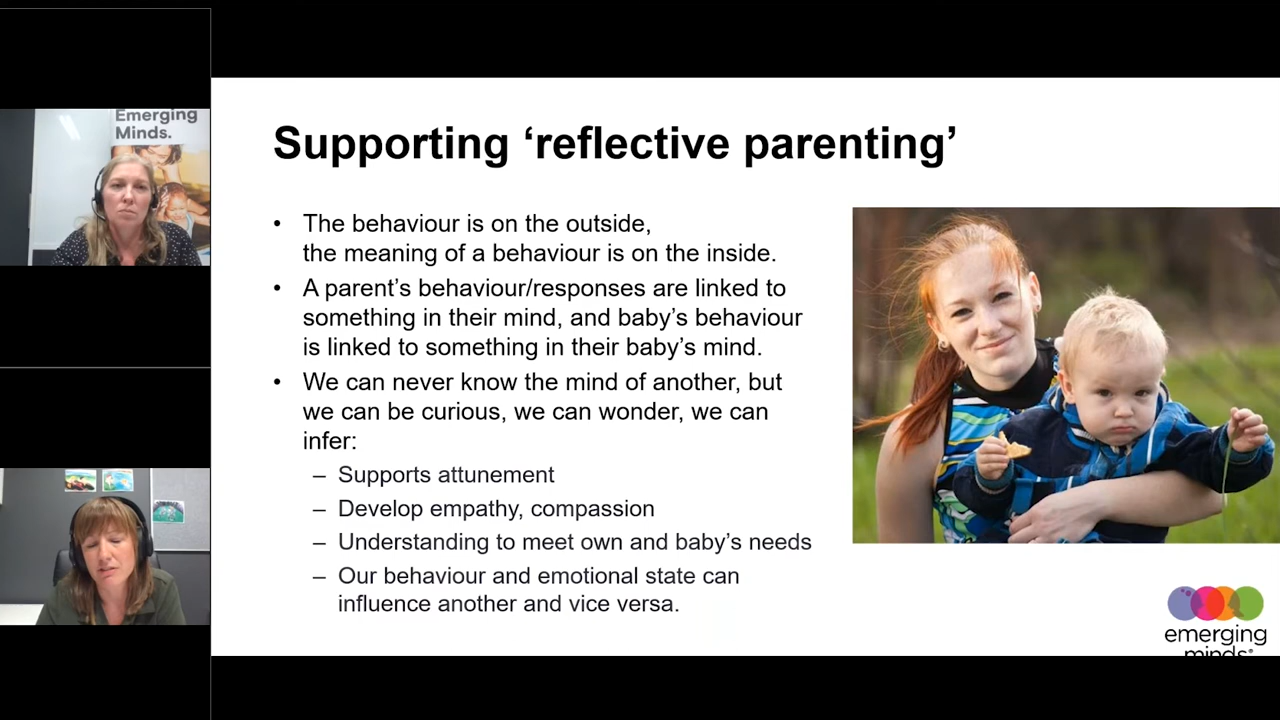 Emerging
Minds.
Supporting ‘reflective parenting’
• The behaviour is on the outside,
the meaning of a behaviour is on the inside.
• A parent’s behaviour/responses are linked to
something in their mind, and baby’s behaviour
is linked to something in their baby’s mind.
• We can never know the mind of another, but
we can be curious, we can wonder, we can
infer:
– Supports attunement
– Develop empathy, compassion
– Understanding to meet own and baby’s needs
– Our behaviour and emotional state can
influence another and vice versa.
emerging
minds®